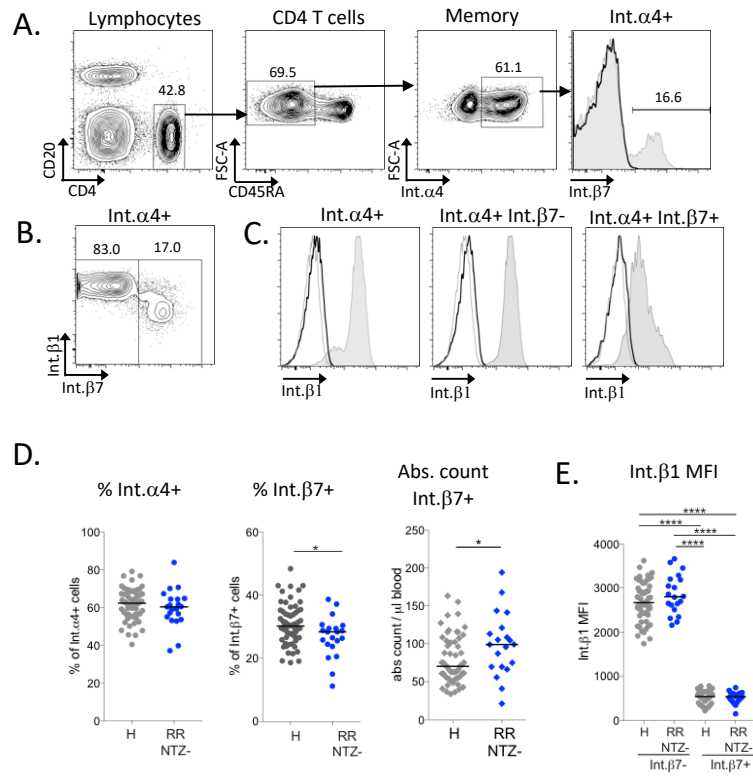 A.
Lymphocytes
CD4 T cells
Memory
Int.α4+
42.8
69.5
61.1
16.6
CD20
CD4
FSC-A
CD45RA
FSC-A
Int.α4
Int.β7
B.
Int.α4+
83.0
17.0
Int.β1
Int.β7
C.
Int.α4+
Int.α4+ Int.β7-
Int.α4+ Int.β7+
Int.β1
Int.β1
Int.β1
D.
% Int.α4+
% of Int.α4+ cells
100
80
60
40
20
0
H
RR
NTZ-
% Int.β7+
% of Int.β7+ cells
60
40
20
0
*
H
RR
NTZ-
Abs. count
Int.β7+
abs count / μl blood
250
200
150
100
50
0
*
H
RR
NTZ-
E.
Int.β1 MFI
Int.β1 MFI
4000
3000
2000
1000
0
****
****
****
****
H
RR
NTZ-
H
RR
NTZ-
Int.β7-
Int.β7+